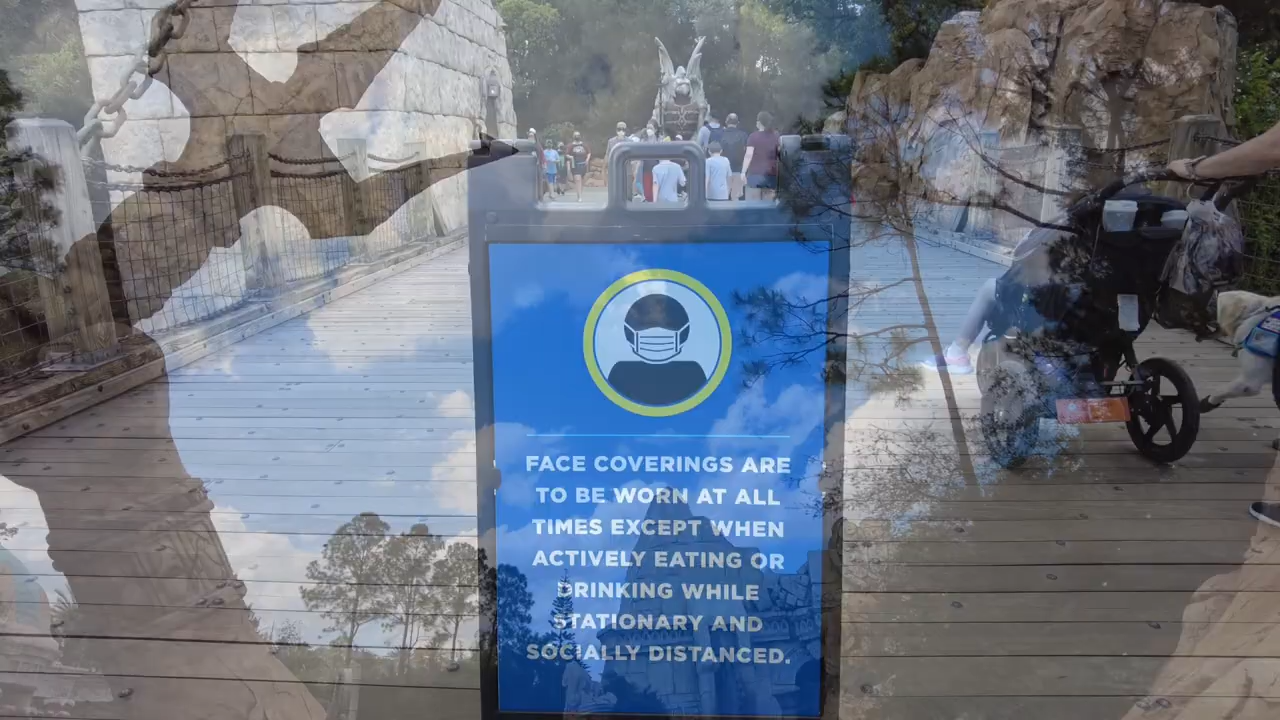 FACE COVERINGS ARE
TO BE WORN AT ALL
TIMES EXCEPT WHEN
ACTIVELY EATING OR
DRINKING WHILE
STATIONARY AND
SOCIALLY DISTANCED.